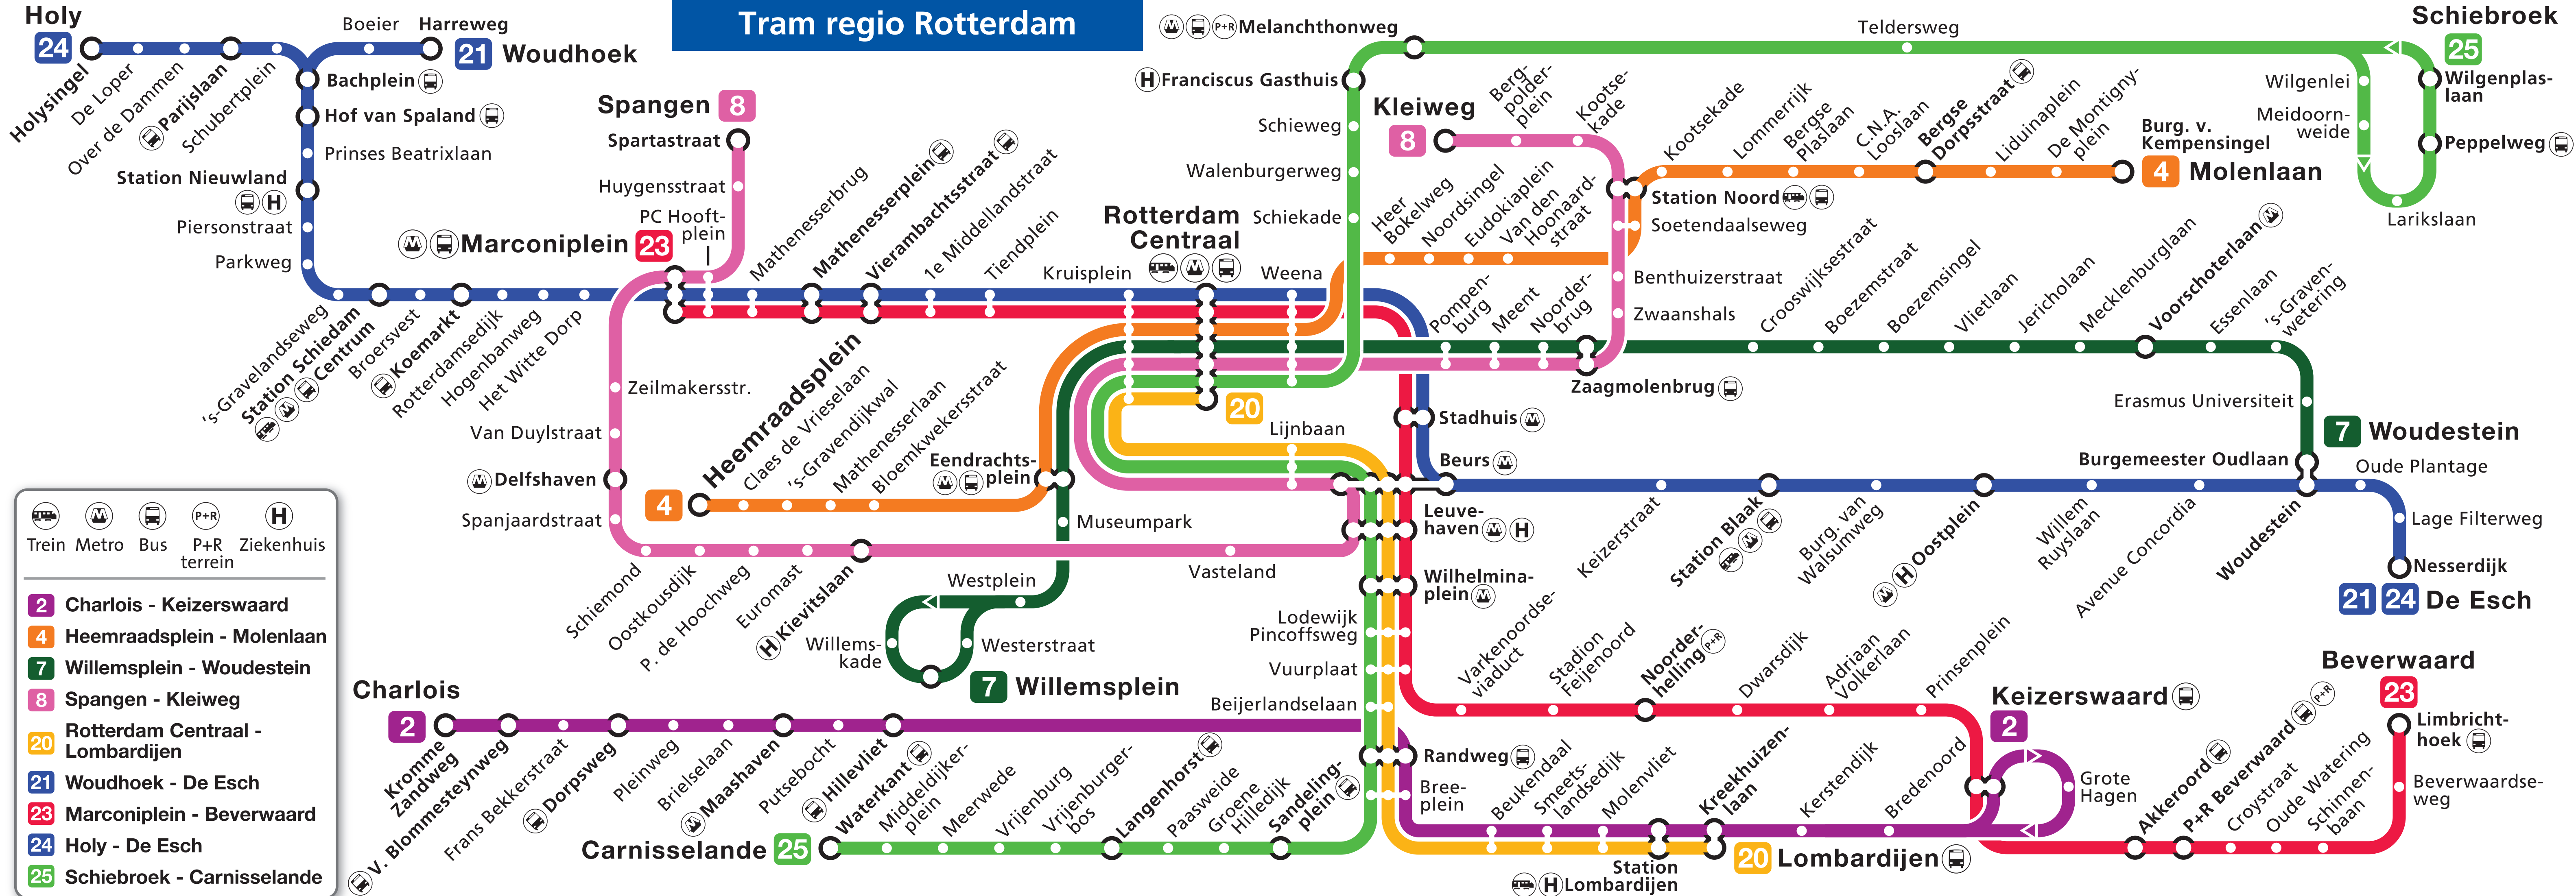 Tram regio Rotterdam
Holy
24
Holysingel
De Loper
Over de Dammen
Parijslaan
Schubertplein
Boeier
Harreweg
21 Woudhoek
Bachplein
Hof van Spaland
Prinses Beatrixlaan
Station Nieuwland
H
Piersonstraat
Parkweg
's-Gravelandseweg
Station Schiedam
Centrum
Broersvest
Koemarkt
Rotterdamsedijk
Hogenbanweg
Het Witte Dorp
Spangen 8
Spartastraat
Huygensstraat
PC Hooft-
plein
Marconiplein 23
Mathenesserbrug
Mathenesserplein
Vierambachtsstraat
1e Middellandstraat
Tiendplein
Kruisplein
Rotterdam
Centraal
Weena
Zeilmakersstr.
Van Duylstraat
Delfshaven
Spanjaardstraat
Schiemond
Oostkousdijk
P. de Hoochweg
Euromast
H Kievitslaan
Vasteland
4
Heemraadsplein
Claes de Vrieselaan
's-Gravendijkwal
Mathenesserlaan
Bloemkwekersstraat
Eendrachts-
plein
Museumpark
Westplein
Willems-
kade
Westerstraat
7 Willemsplein
20
Lijnbaan
P+R Melanchthonweg
H Franciscus Gasthuis
Schieweg
Walenburgerweg
Schiekade
Teldersweg
Schiebroek
25
Wilgenplas-
laan
Peppelweg
Wilgenlei
Meidoorn-
weide
Larikslaan
Kleiweg
8
Berg-
polder-
plein
Kootse-
kade
Kootsekade
Lommerrijk
Bergse
Plaslaan
C.N.A.
Looslaan
Bergse
Dorpsstraat
Liduinaplein
De Montigny-
plein
Burg. v.
Kempensingel
4 Molenlaan
Heer
Bokelweg
Noordsingel
Eudokiaplein
Van den
Hoonaard-
straat
Station Noord
Soetendaalseweg
Benthuizerstraat
Zwaanshals
Pompen-
burg
Meent
Noorder-
brug
Zaagmolenbrug
Crooswijksestraat
Boezemstraat
Boezemsingel
Vlietlaan
Jericholaan
Mecklenburglaan
Voorschoterlaan
Essenlaan
's-Graven-
wetering
Erasmus Universiteit
7 Woudestein
Burgemeester Oudlaan
Oude Plantage
Lage Filterweg
Nesserdijk
21 24 De Esch
Stadhuis
Beurs
Keizerstraat
Station Blaak
Burg. van
Walsumweg
H Oostplein
Willem
Ruyslaan
Avenue Concordia
Woudestein
Leuve-
haven H
Wilhelmina-
plein
Lodewijk
Pincoffsweg
Vuurplaat
Beijerlandselaan
Varkenoordse-
viaduct
Stadion
Feijenoord
Noorder-
helling P+R
Dwarsdijk
Adriaan
Volkerlaan
Prinsenplein
Keizerswaard
2
Grote
Hagen
Beverwaard
23
Limbricht-
hoek
Beverwaardse-
weg
Akkeroord
P+R Beverwaard P+R
Croystraat
Oude Watering
Schinnen-
baan
Charlois
2
Kromme
Zandweg
V. Blommesteynweg
Frans Bekkerstraat
Dorpsweg
Pleinweg
Brielselaan
Maashaven
Putsebocht
Hillevliet
Randweg
Bree-
plein
Beukendaal
Smeets-
landsedijk
Molenvliet
Station
H Lombardijen
Kreekhuizen-
laan
Kerstendijk
Bredenoord
20 Lombardijen
Carnisselande 25
Waterkant
Middeldijker-
plein
Meerwede
Vrijenburg
Vrijenburger-
bos
Langenhorst
Paasweide
Groene
Hilledijk
Sandeling-
plein
P+R H
Trein Metro Bus P+R Ziekenhuis
terrein
2 Charlois - Keizerswaard
4 Heemraadsplein - Molenlaan
7 Willemsplein - Woudestein
8 Spangen - Kleiweg
20 Rotterdam Centraal -
Lombardijen
21 Woudhoek - De Esch
23 Marconiplein - Beverwaard
24 Holy - De Esch
25 Schiebroek - Carnisselande